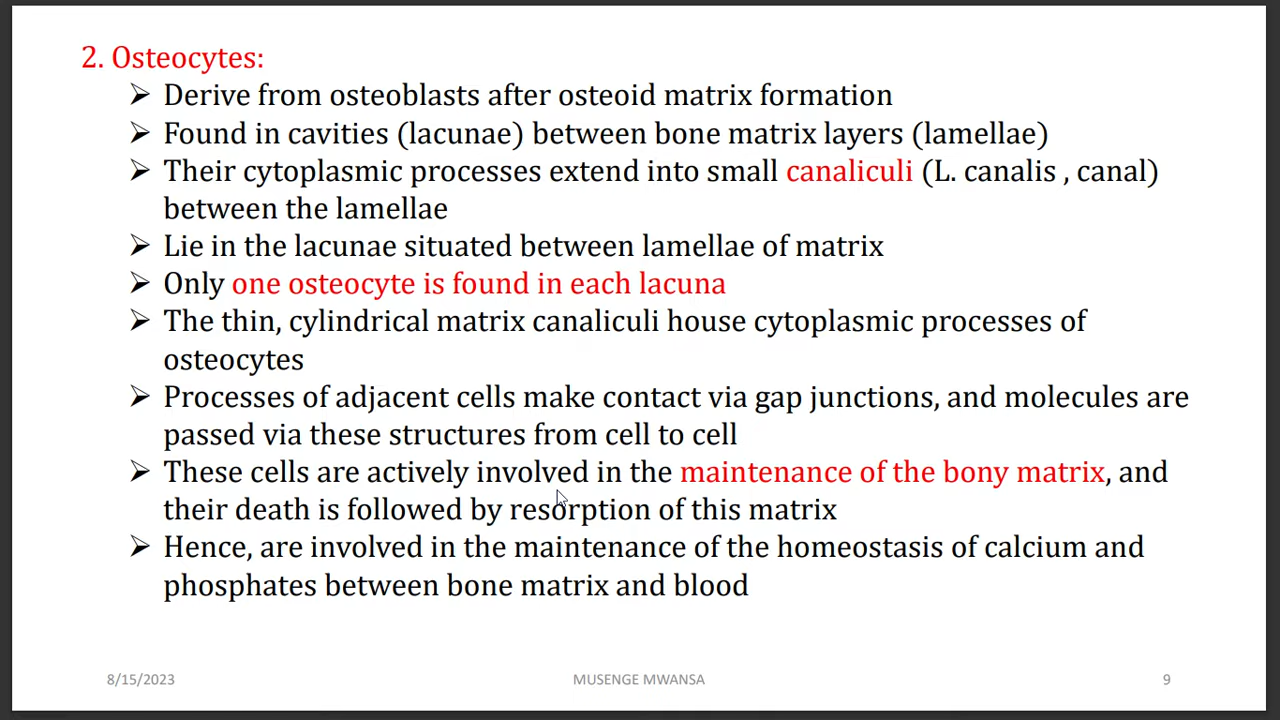 2. Osteocytes:
➢ Derive from osteoblasts after osteoid matrix formation
➢ Found in cavities (lacunae) between bone matrix layers (lamellae)
➢ Their cytoplasmic processes extend into small canaliculi (L. canalis , canal)
between the lamellae
➢ Lie in the lacunae situated between lamellae of matrix
➢ Only one osteocyte is found in each lacuna
➢ The thin, cylindrical matrix canaliculi house cytoplasmic processes of
osteocytes
➢ Processes of adjacent cells make contact via gap junctions, and molecules are
passed via these structures from cell to cell
➢ These cells are actively involved in the maintenance of the bony matrix, and
their death is followed by resorption of this matrix
➢ Hence, are involved in the maintenance of the homeostasis of calcium and
phosphates between bone matrix and blood
8/15/2023 MUSENGE MWANSA 9